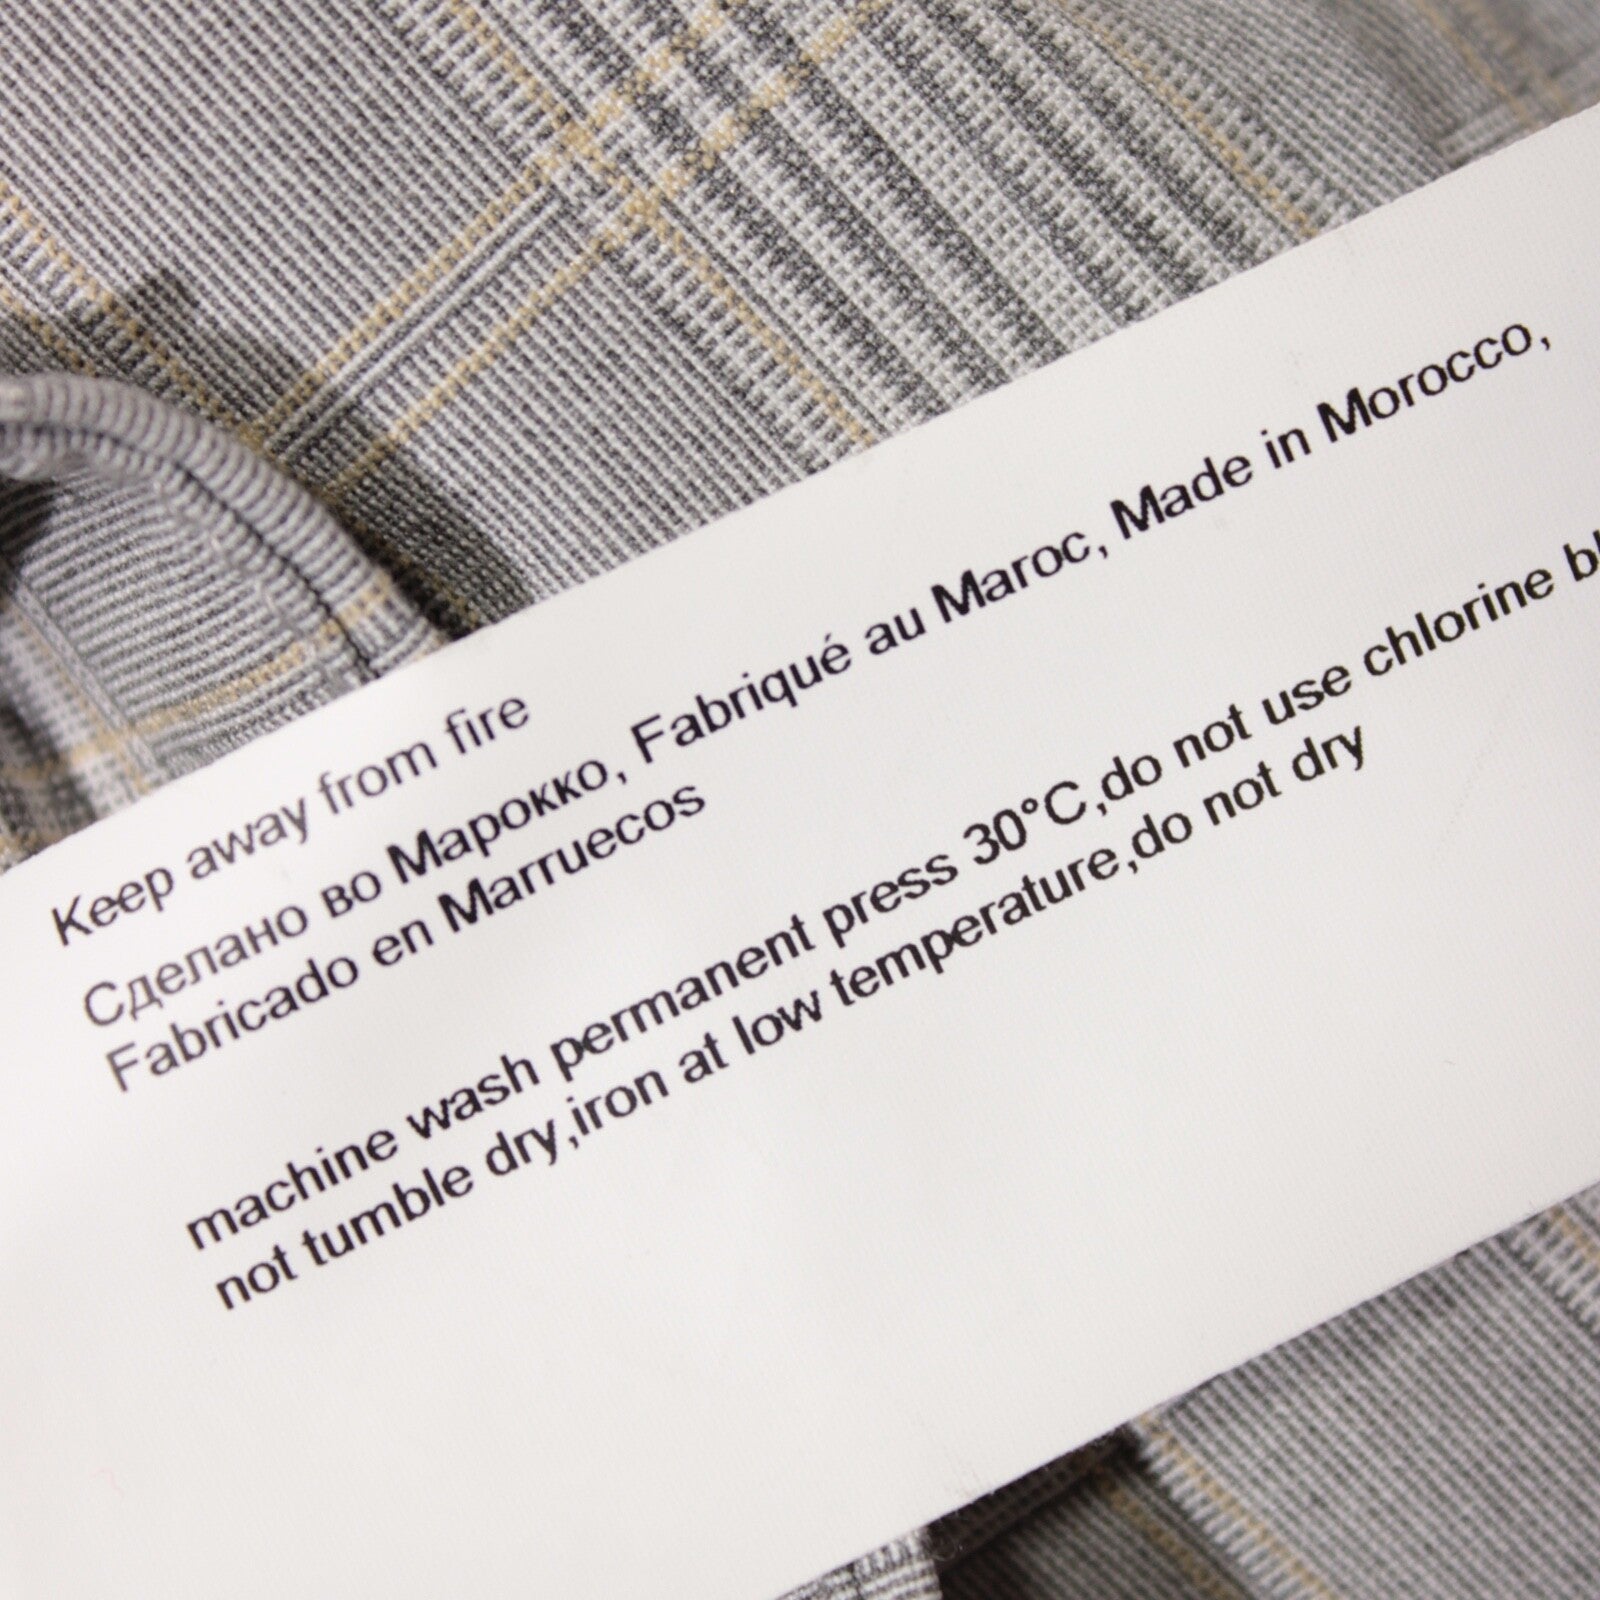 Keep away from fire
Сделано во Марокко, Fabriqué au Maroc, Made in Morocco,
Fabricado en Marruecos
machine wash permanent press 30°C,do not use chlorine
not tumble dry,iron at low temperature,do not dry